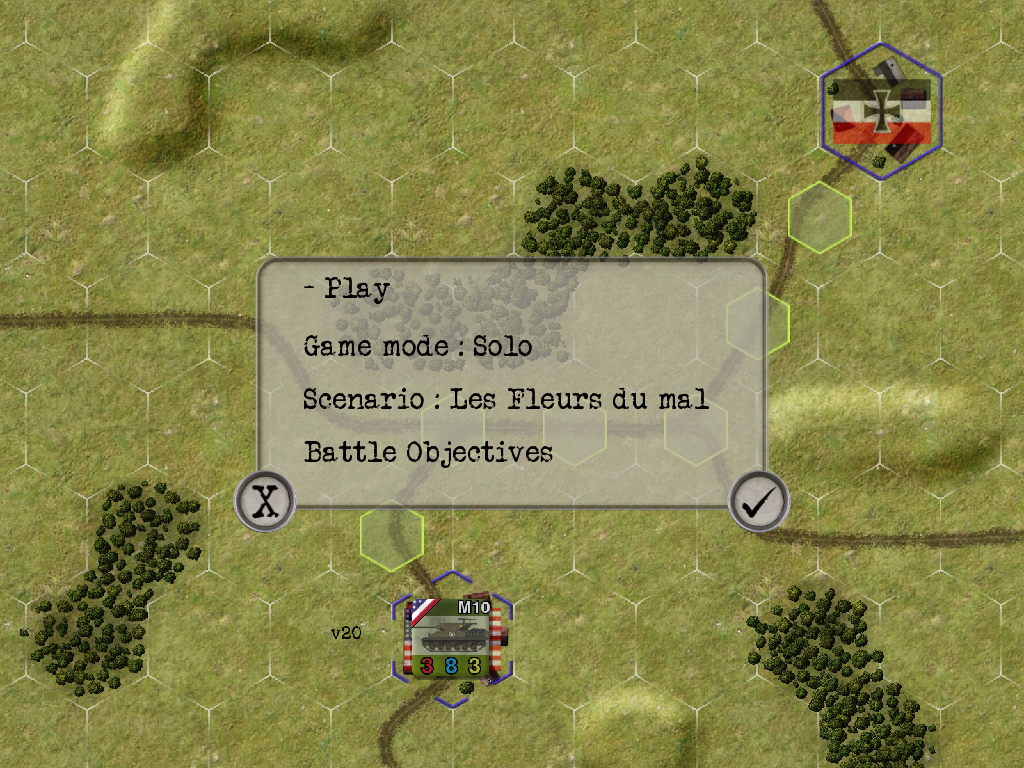 - Play
Game mode : Solo
Scenario : Les Fleurs du mal
Battle Objectives
X
v20
M10
3 8 3